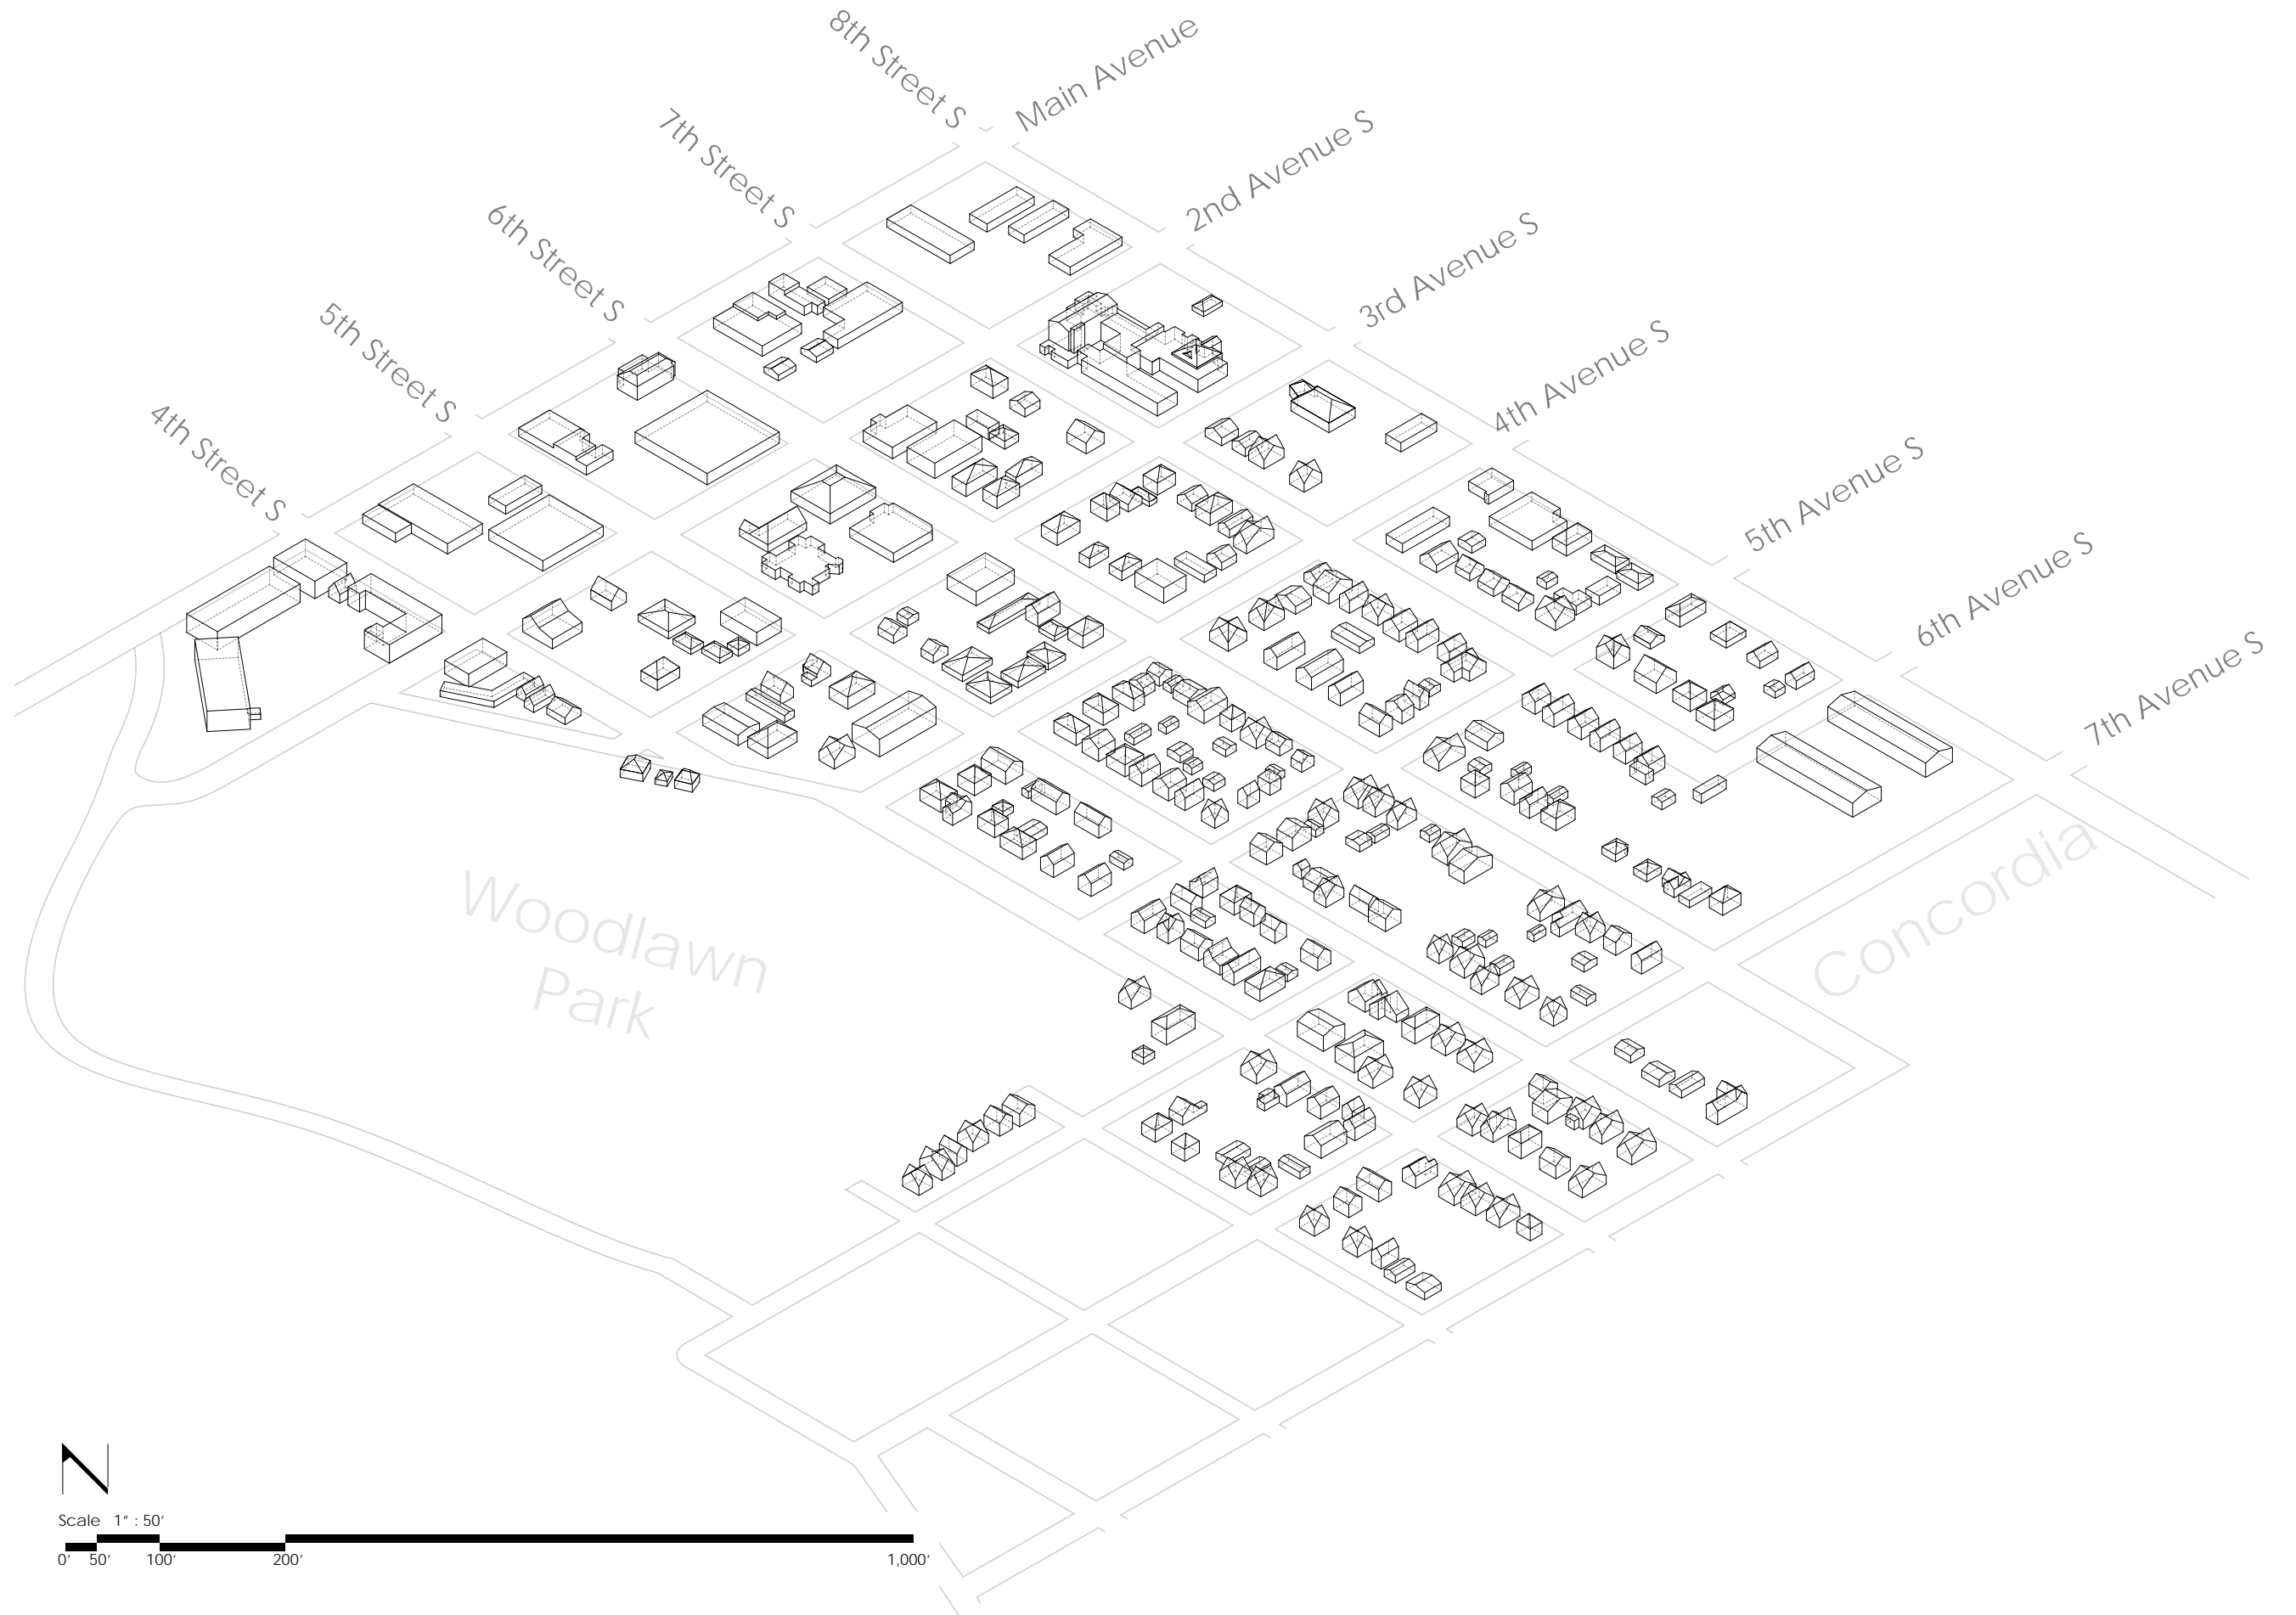 8th Street S
Main Avenue
7th Street S
2nd Avenue S
6th Street S
3rd Avenue S
5th Street S
4th Avenue S
4th Street S
5th Avenue S
6th Avenue S
7th Avenue S
Concordia
Woodlawn
Park
N
Scale 1" : 50'
0' 50' 100' 200' 1,000'